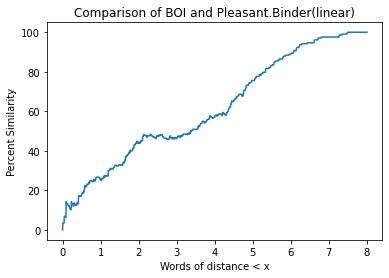 Comparison of BOI and Pleasant.Binder(linear)
100
80
60
40
20
0
Percent Similarity
0 1 2 3 4 5 6 7 8
Words of distance < x